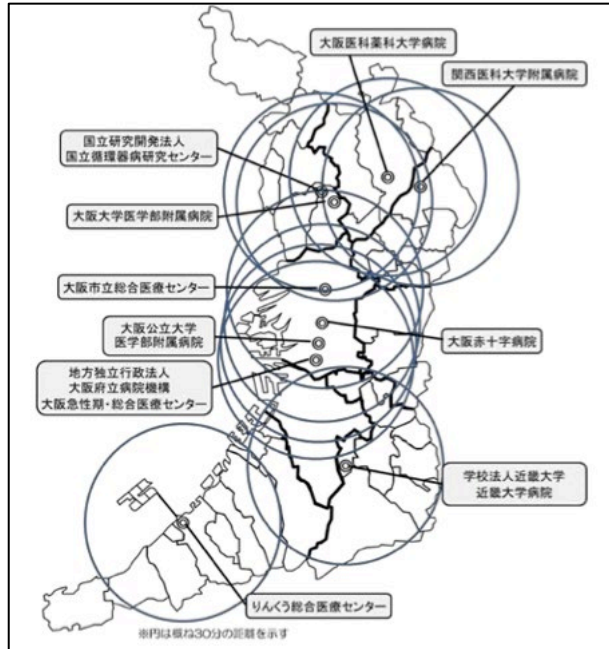 大阪医科薬科大学病院
関西医科大学附属病院
国立研究開発法人
国立循環器病研究センター
大阪大学医学部附属病院
大阪市立総合医療センター
大阪公立大学
医学部附属病院
大阪赤十字病院
地方独立行政法人
大阪府立病院機構
大阪急性期・総合医療センター
学校法人近畿大学
近畿大学病院
りんくう総合医療センター
※円は概ね30分の距離を示す